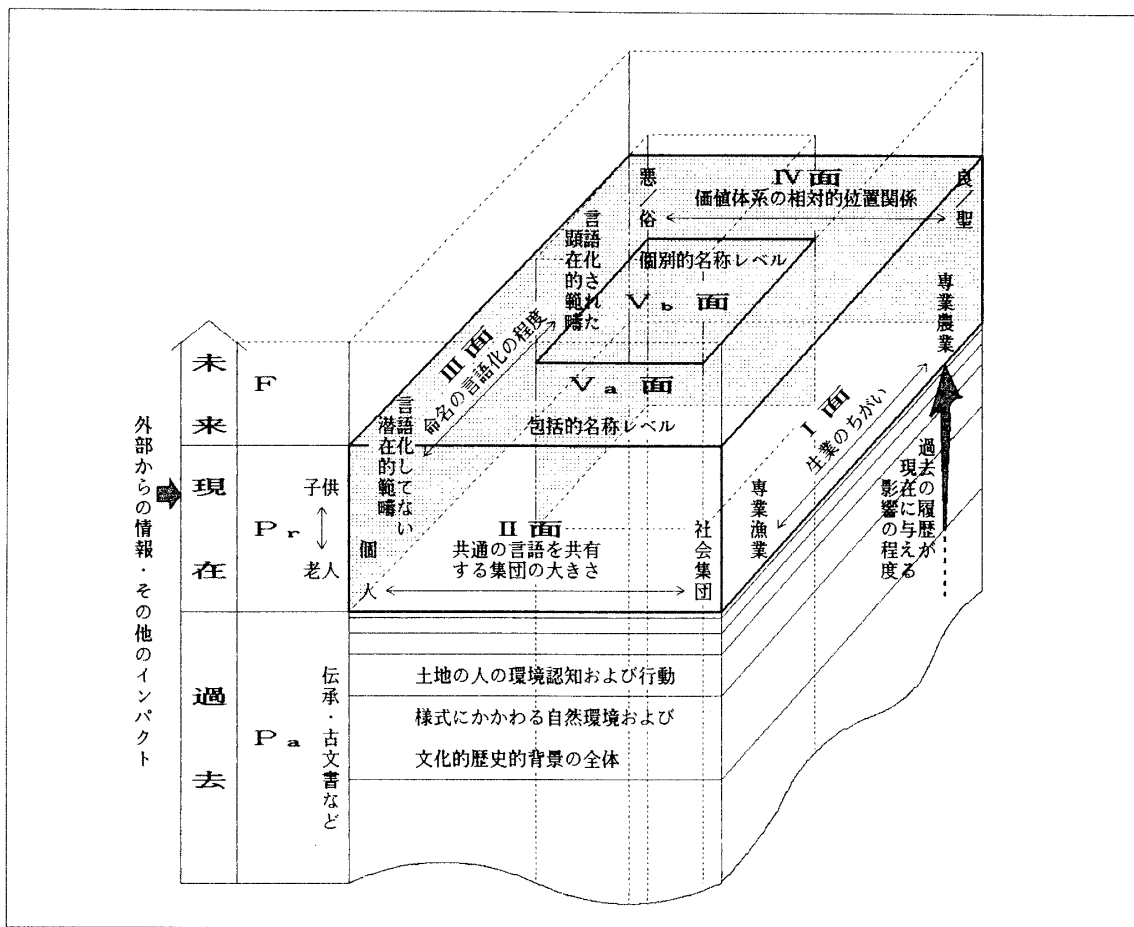 IV面
価値体系の相対的位置関係
悪/俗
良/聖
言語化された
顕在的範疇
個別的名称レベル
Vb面
Va面
包括的名称レベル
III面
命名の言語化の程度
言語化してない
潜在的範疇
I面
生業のちがい
専業農業
専業漁業
過去の履歴が
現在に与える
影響の程度
II面
共通の言語を共有
する集団の大きさ
個人
社会集団
未来
F
現在
Pr
子供
老人
過去
Pa
伝承・古文書など
外部からの情報・その他のインパクト
土地の人の環境認知および行動
様式にかかわる自然環境および
文化的歴史的背景の全体